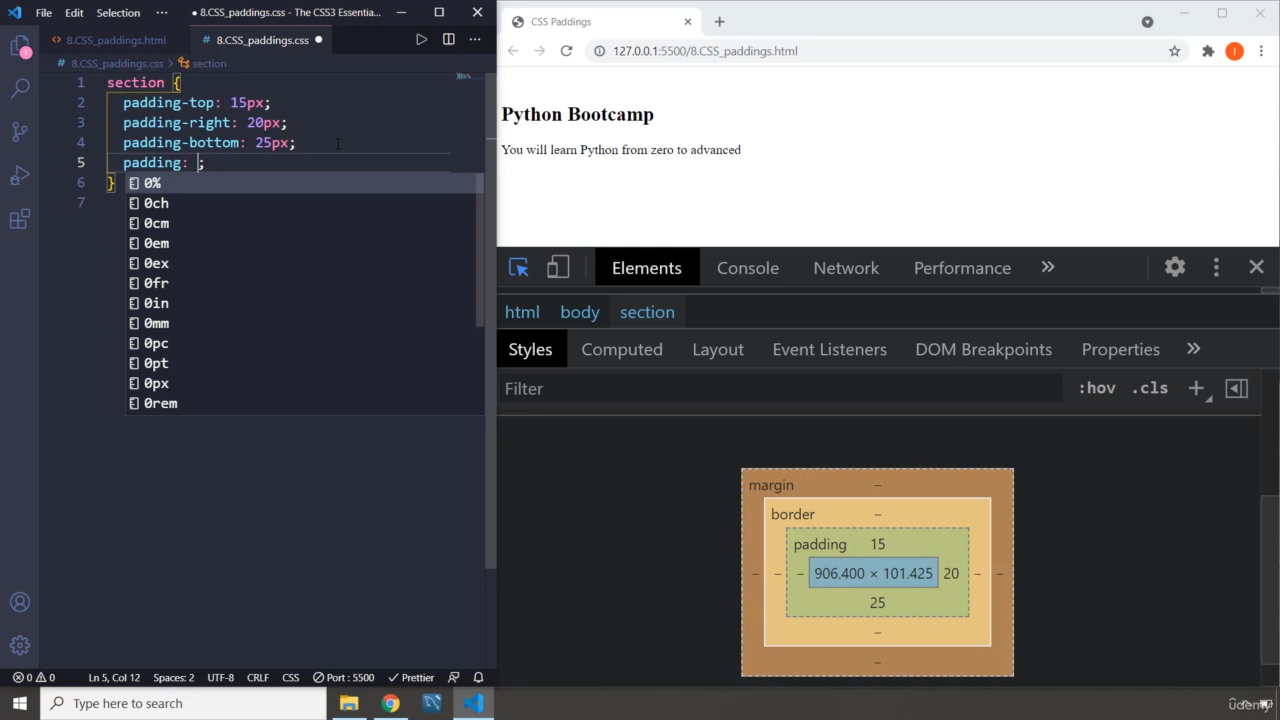 File Edit Selection ··· 8.CSS_paddings.css - The CSS3 Essentia...
8.CSS_paddings.html
# 8.CSS_paddings.css
# 8.CSS_paddings.css > section
1 section {
2 padding-top: 15px;
3 padding-right: 20px;
4 padding-bottom: 25px;
5 padding: ;
6 }
7
0%
0ch
0cm
0em
0ex
0fr
0in
0mm
0pc
0pt
0px
0rem
1
0 0 Ln 5, Col 12 Spaces: 2 UTF-8 CRLF CSS Port : 5500 Prettier
CSS Paddings
127.0.0.1:5500/8.CSS_paddings.html
I
Python Bootcamp
You will learn Python from zero to advanced
Elements Console Network Performance »
html body section
Styles Computed Layout Event Listeners DOM Breakpoints Properties »
Filter :hov .cls +
margin –
border –
padding 15
– – – 906.400 × 101.425 20 – –
25
–
–
Type here to search
udemy